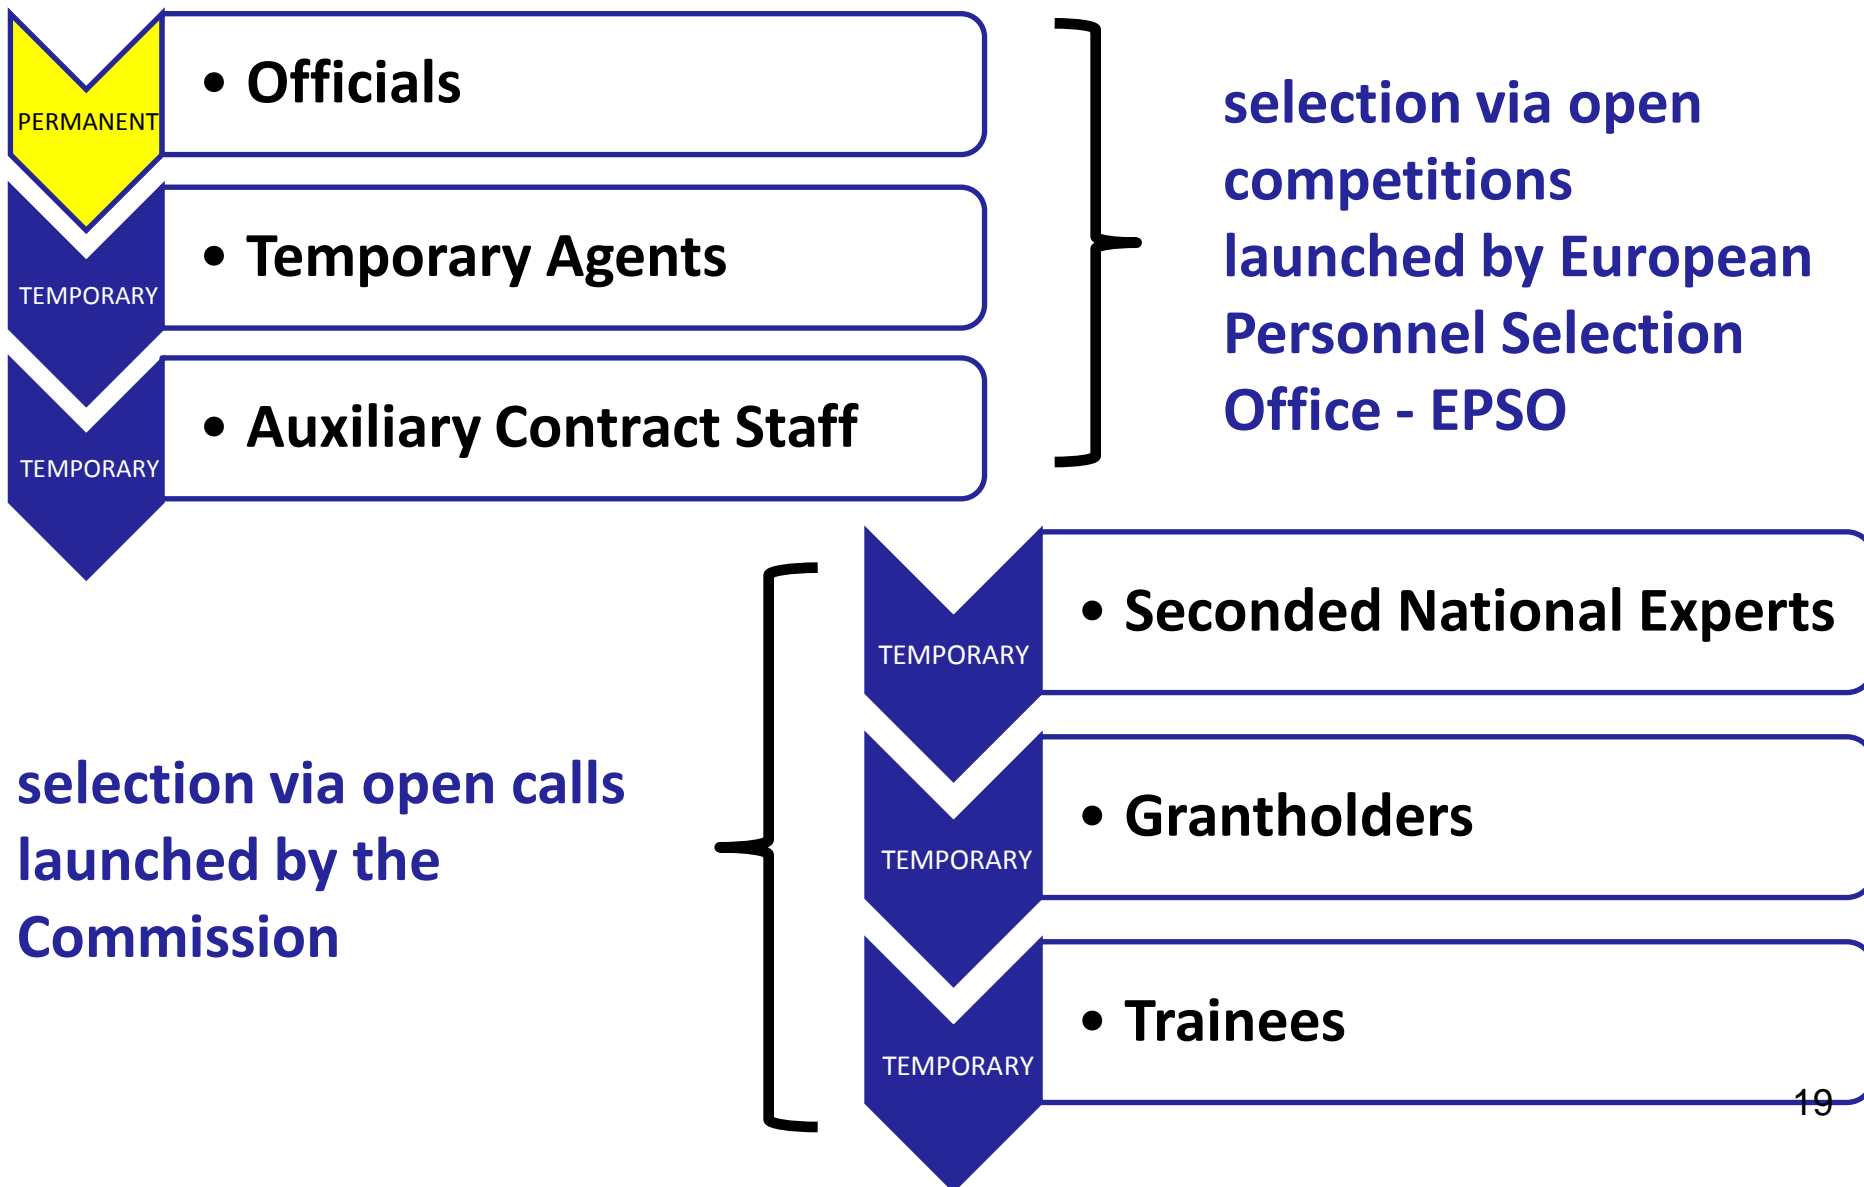 PERMANENT
• Officials
TEMPORARY
• Temporary Agents
TEMPORARY
• Auxiliary Contract Staff
selection via open
competitions
launched by European
Personnel Selection
Office - EPSO
selection via open calls
launched by the
Commission
TEMPORARY
• Seconded National Experts
TEMPORARY
• Grantholders
TEMPORARY
• Trainees
19